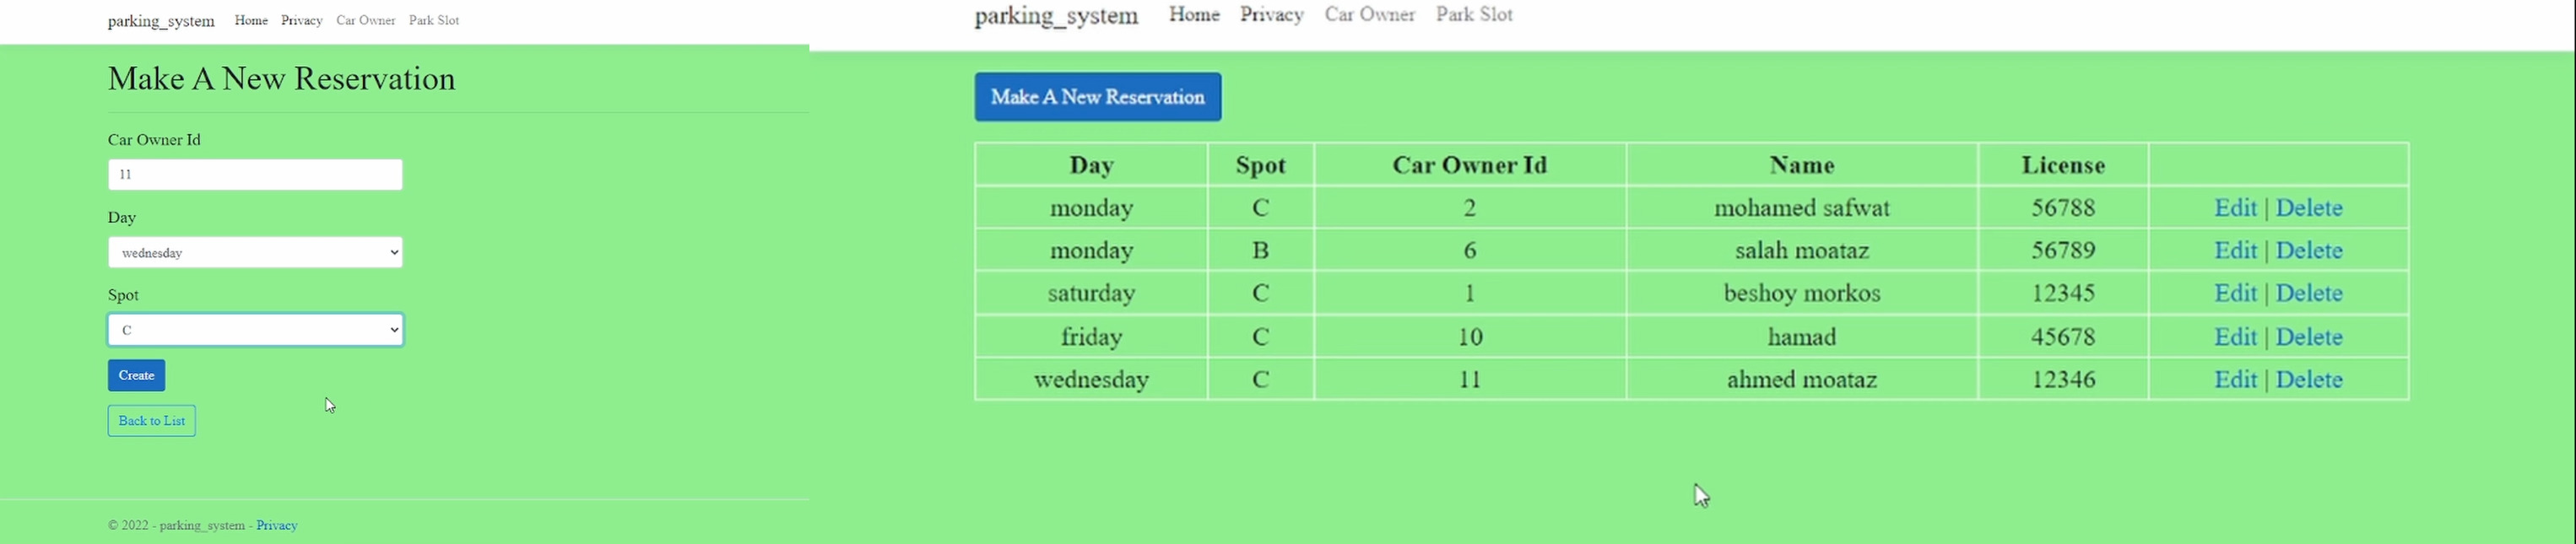 parking_system Home Privacy Car Owner Park Slot
Make A New Reservation
Car Owner Id
11
Day
wednesday
Spot
C
Create
Back to List
© 2022 - parking_system - Privacy
parking_system Home Privacy Car Owner Park Slot
Make A New Reservation
Day Spot Car Owner Id Name License
monday C 2 mohamed safwat 56788 Edit | Delete
monday B 6 salah moataz 56789 Edit | Delete
saturday C 1 beshoy morkos 12345 Edit | Delete
friday C 10 hamad 45678 Edit | Delete
wednesday C 11 ahmed moataz 12346 Edit | Delete